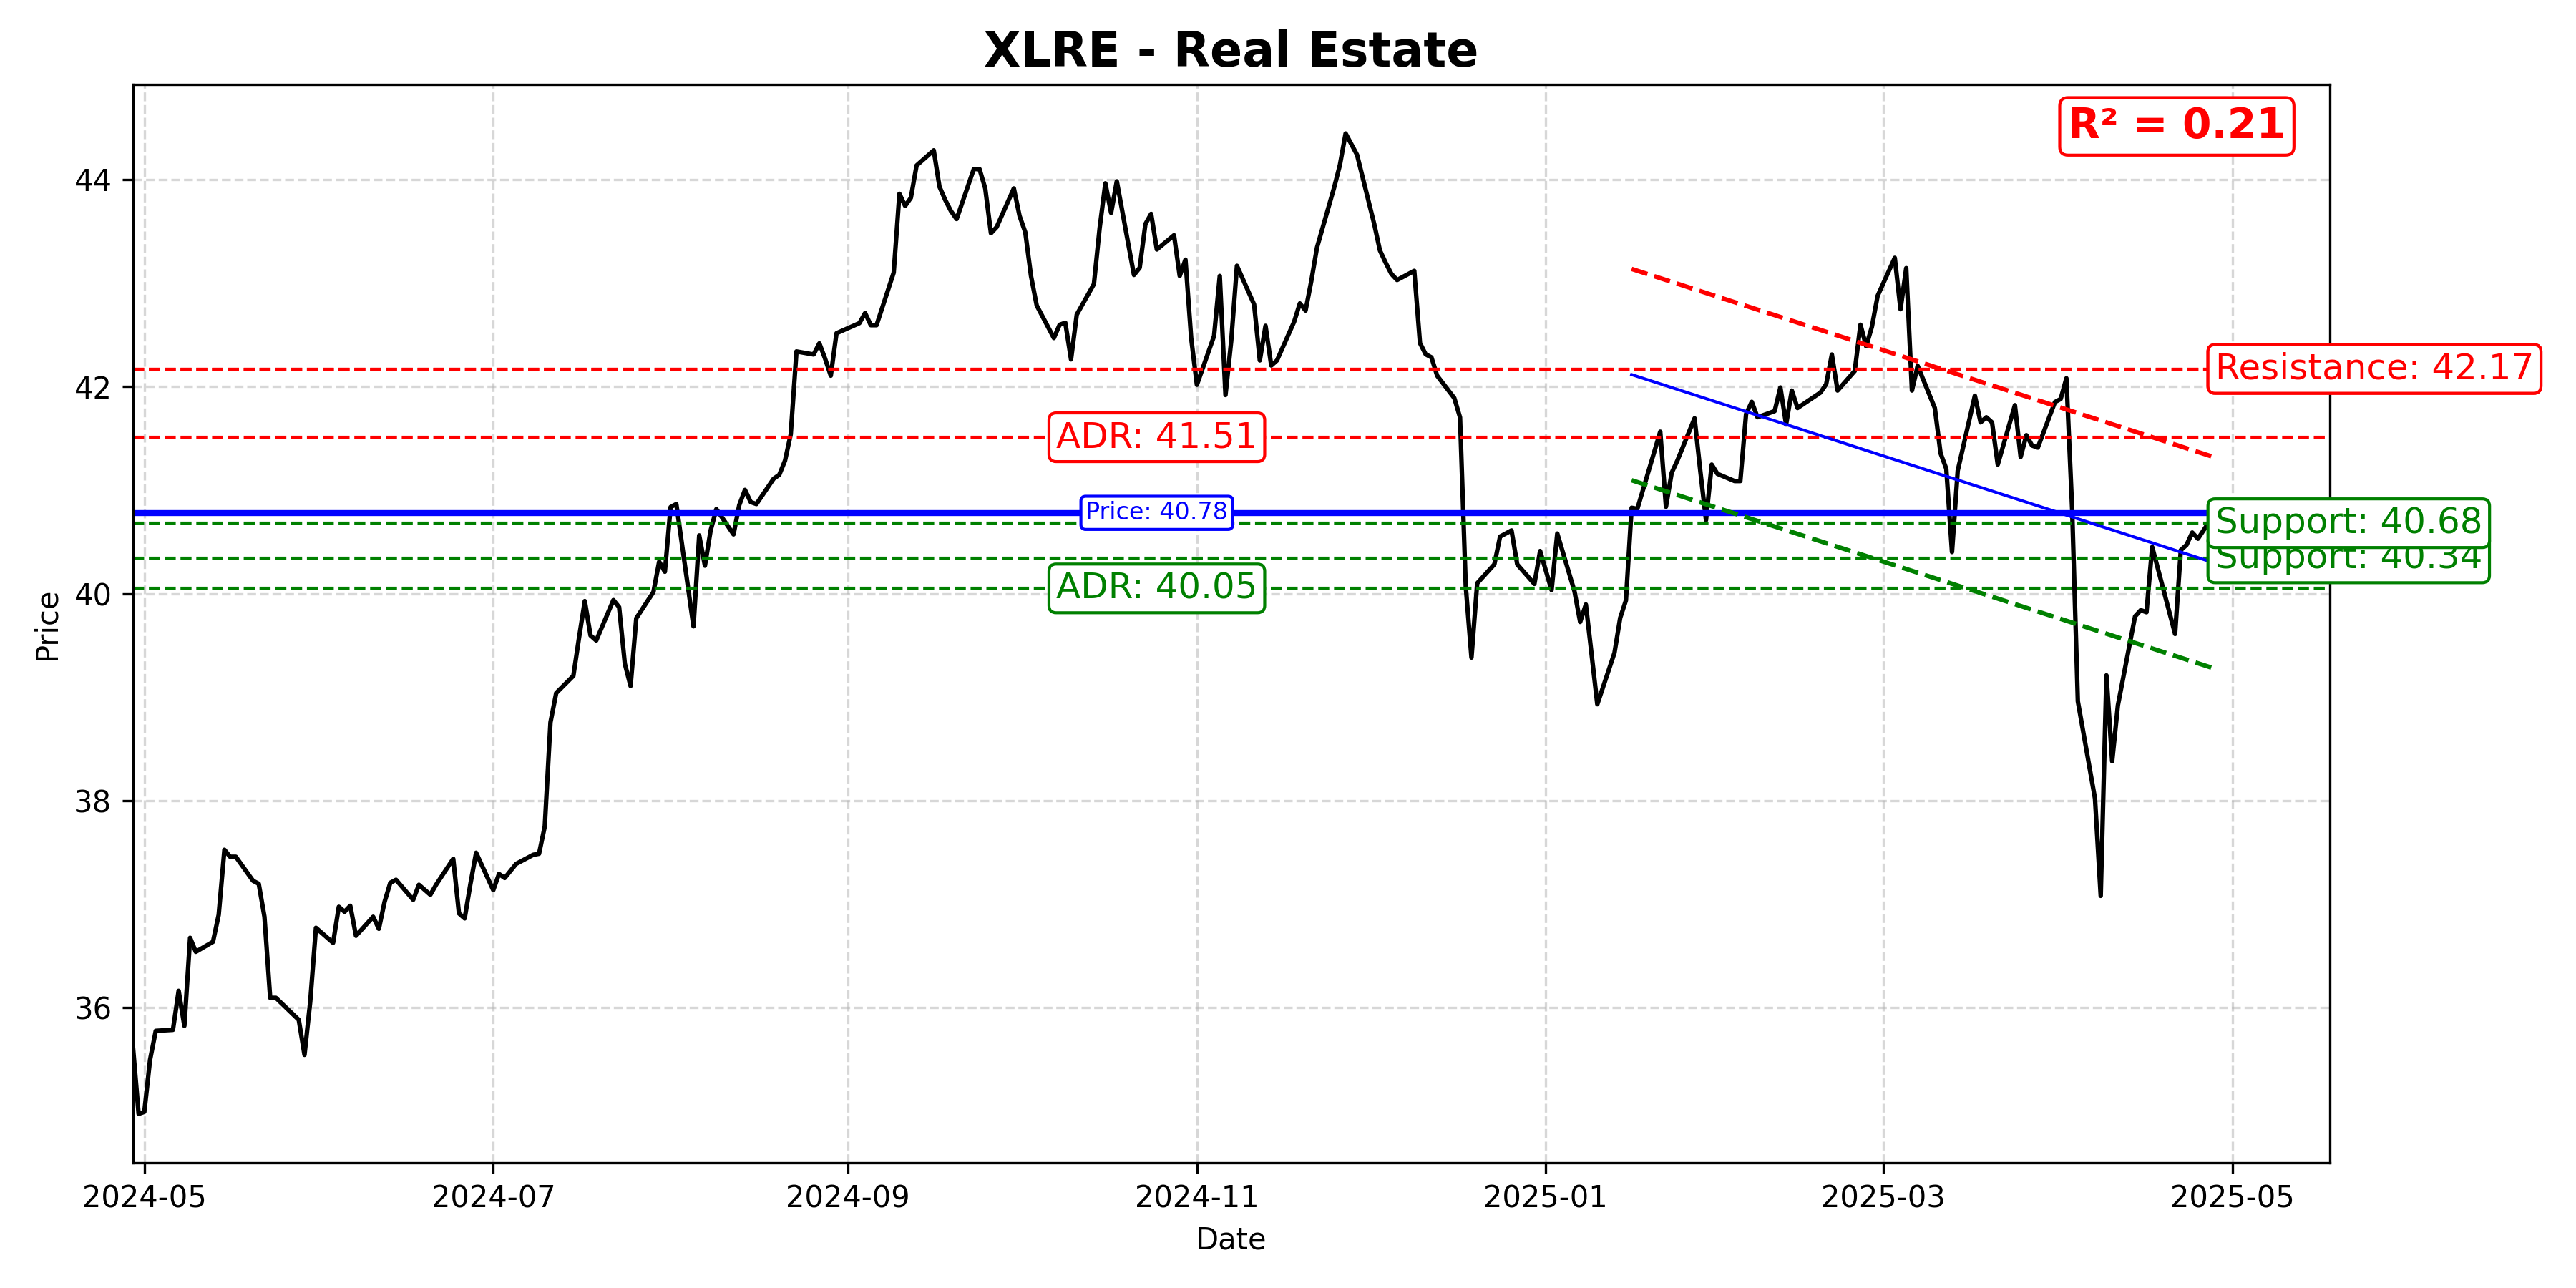 XLRE - Real Estate
R² = 0.21
44
42
40
38
36
Price
Resistance: 42.17
ADR: 41.51
Price: 40.78
Support: 40.68
Support: 40.34
ADR: 40.05
2024-05
2024-07
2024-09
2024-11
2025-01
2025-03
2025-05
Date